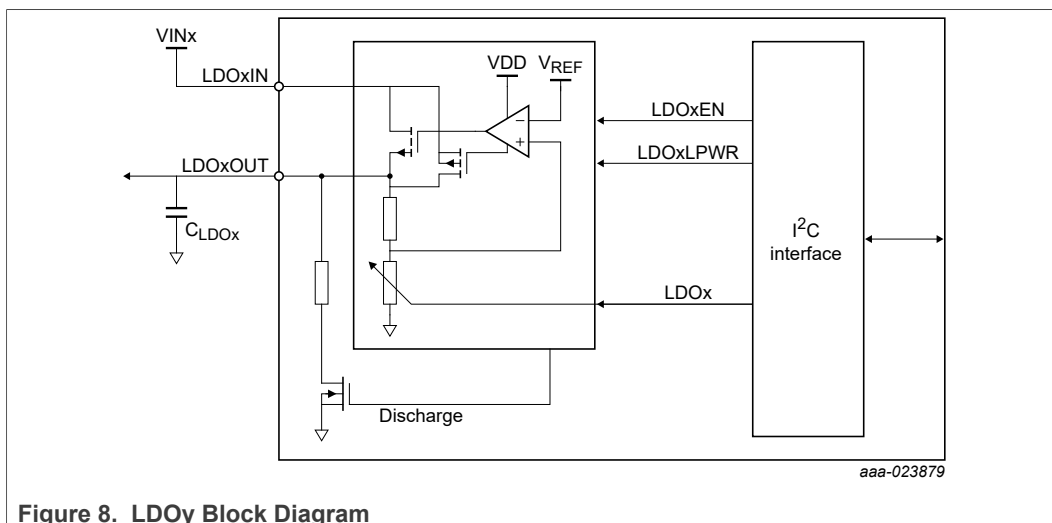 VINx
LDOxIN
VDD
VREF
LDOxEN
LDOxLPWR
LDOxOUT
CLDOx
I²C
interface
LDOx
Discharge
aaa-023879
Figure 8. LDOy Block Diagram